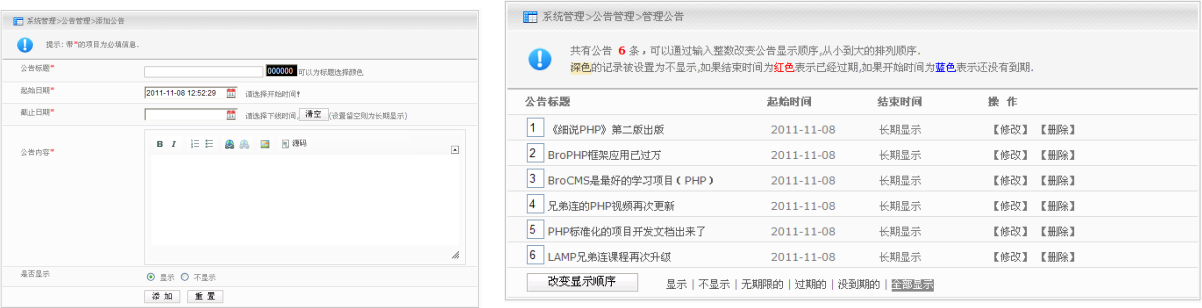 系统管理>公告管理>添加公告
提示: 带*的项目为必填信息.
公告标题*
000000 可以为标题选择颜色
起始日期*
2011-11-08 12:52:29 请选择开始时间!
截止日期*
请选择下线时间, 清空 (设置留空则为长期显示)
公告内容*
B I 源码
是否显示
显示 不显示
添 加 重 置
系统管理>公告管理>管理公告
共有公告 6 条, 可以通过输入整数改变公告显示顺序,从小到大的排列顺序.
深色的记录被设置为不显示,如果结束时间为红色表示已经过期,如果开始时间为蓝色表示还没有到期.
公告标题 起始时间 结束时间 操 作
1 《细说PHP》第二版出版 2011-11-08 长期显示 【修改】【删除】
2 BroPHP框架应用已过万 2011-11-08 长期显示 【修改】【删除】
3 BroCMS是最好的学习项目(PHP) 2011-11-08 长期显示 【修改】【删除】
4 兄弟连的PHP视频再次更新 2011-11-08 长期显示 【修改】【删除】
5 PHP标准化的项目开发文档出来了 2011-11-08 长期显示 【修改】【删除】
6 LAMP兄弟连课程再次升级 2011-11-08 长期显示 【修改】【删除】
改变显示顺序 显示 | 不显示 | 无期限的 | 过期的 | 没到期的 | 全部显示